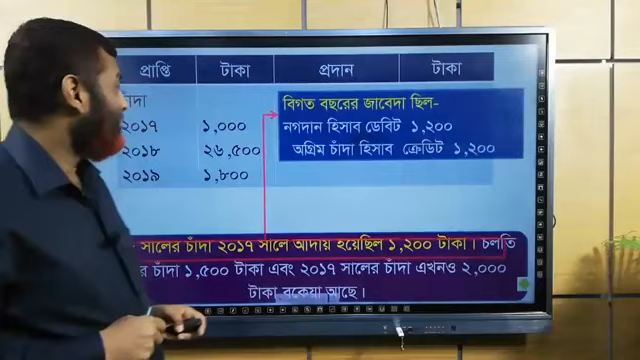 প্রাপ্তি টাকা প্রদান টাকা
চাঁদা
২০১৭ ১,০০০
২০১৮ ২৬,৫০০
২০১৯ ১,৮০০
বিগত বছরের জাবেদা ছিল-
নগদান হিসাব ডেবিট ১,২০০
অগ্রিম চাঁদা হিসাব ক্রেডিট ১,২০০
সালের চাঁদা ২০১৭ সালে আদায় হয়েছিল ১,২০০ টাকা। চলতি
চাঁদা ১,৫০০ টাকা এবং ২০১৭ সালের চাঁদা এখনও ২,০০০
টাকা বকেয়া আছে।